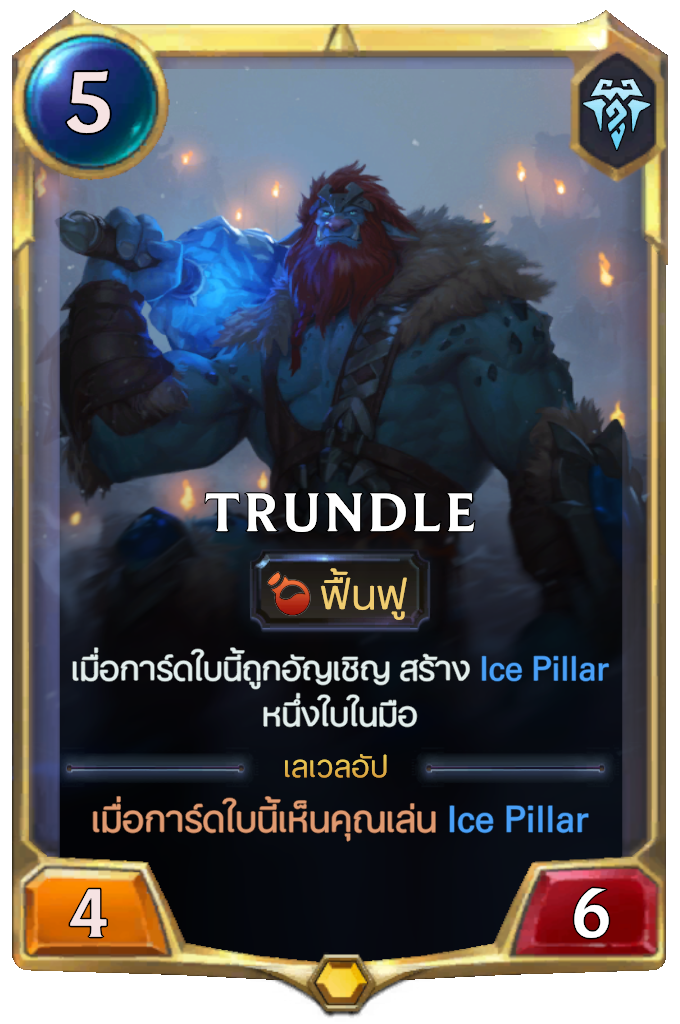 5
TRUNDLE
ฟื้นฟู
เมื่อการ์ดใบนี้ถูกอัญเชิญ สร้าง Ice Pillar
หนึ่งใบในมือ
เลเวลอัป
เมื่อการ์ดใบนี้เห็นคุณเล่น Ice Pillar
4
6